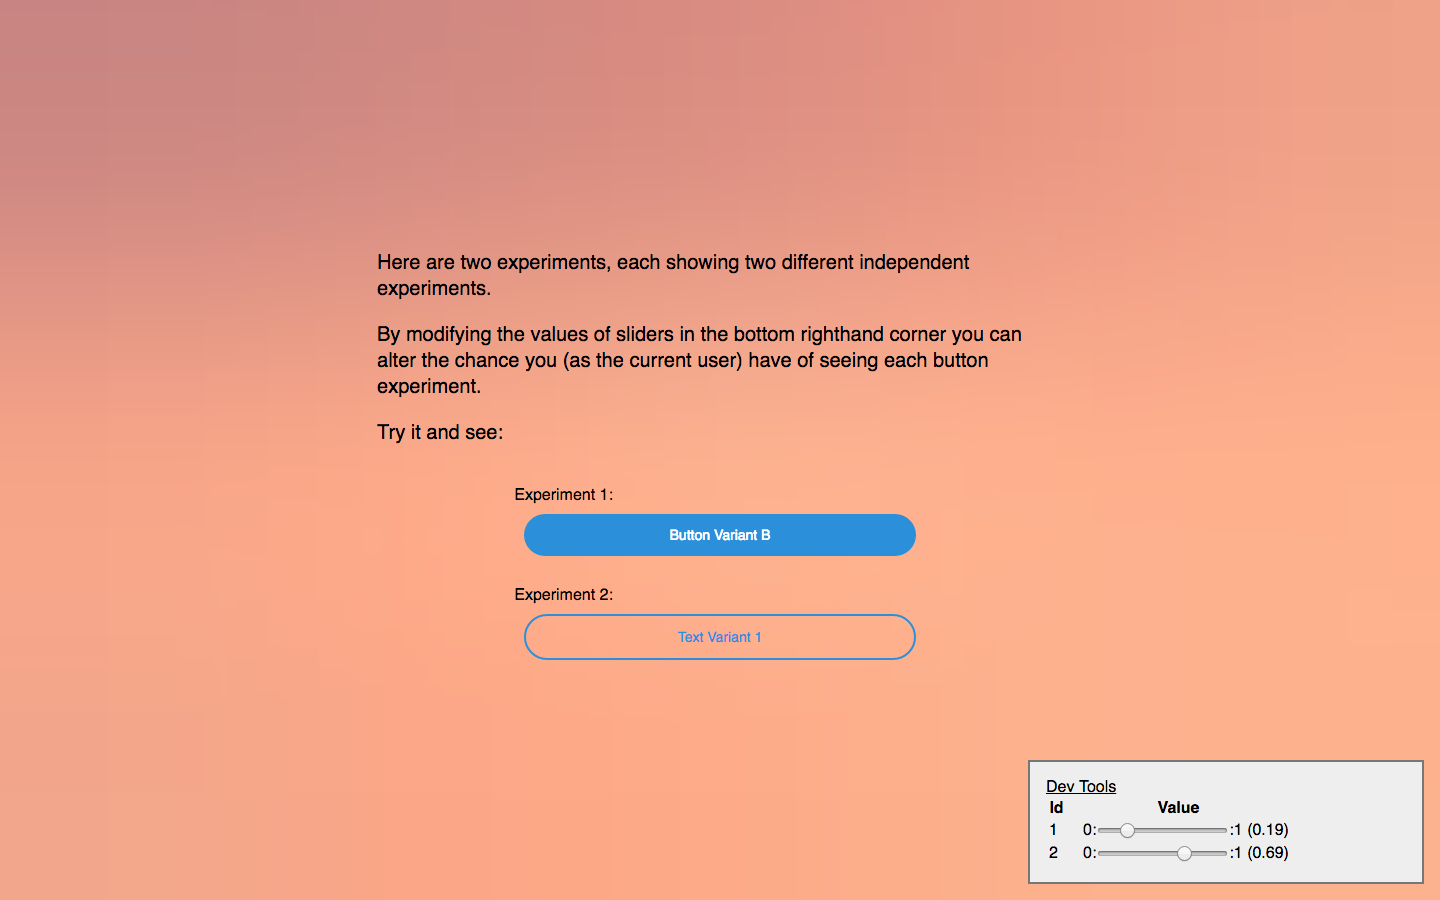 Here are two experiments, each showing two different independent
experiments.
By modifying the values of sliders in the bottom righthand corner you can
alter the chance you (as the current user) have of seeing each button
experiment.
Try it and see:
Experiment 1:
Button Variant B
Experiment 2:
Text Variant 1
Dev Tools
Id Value
1 0: :1 (0.19)
2 0: :1 (0.69)